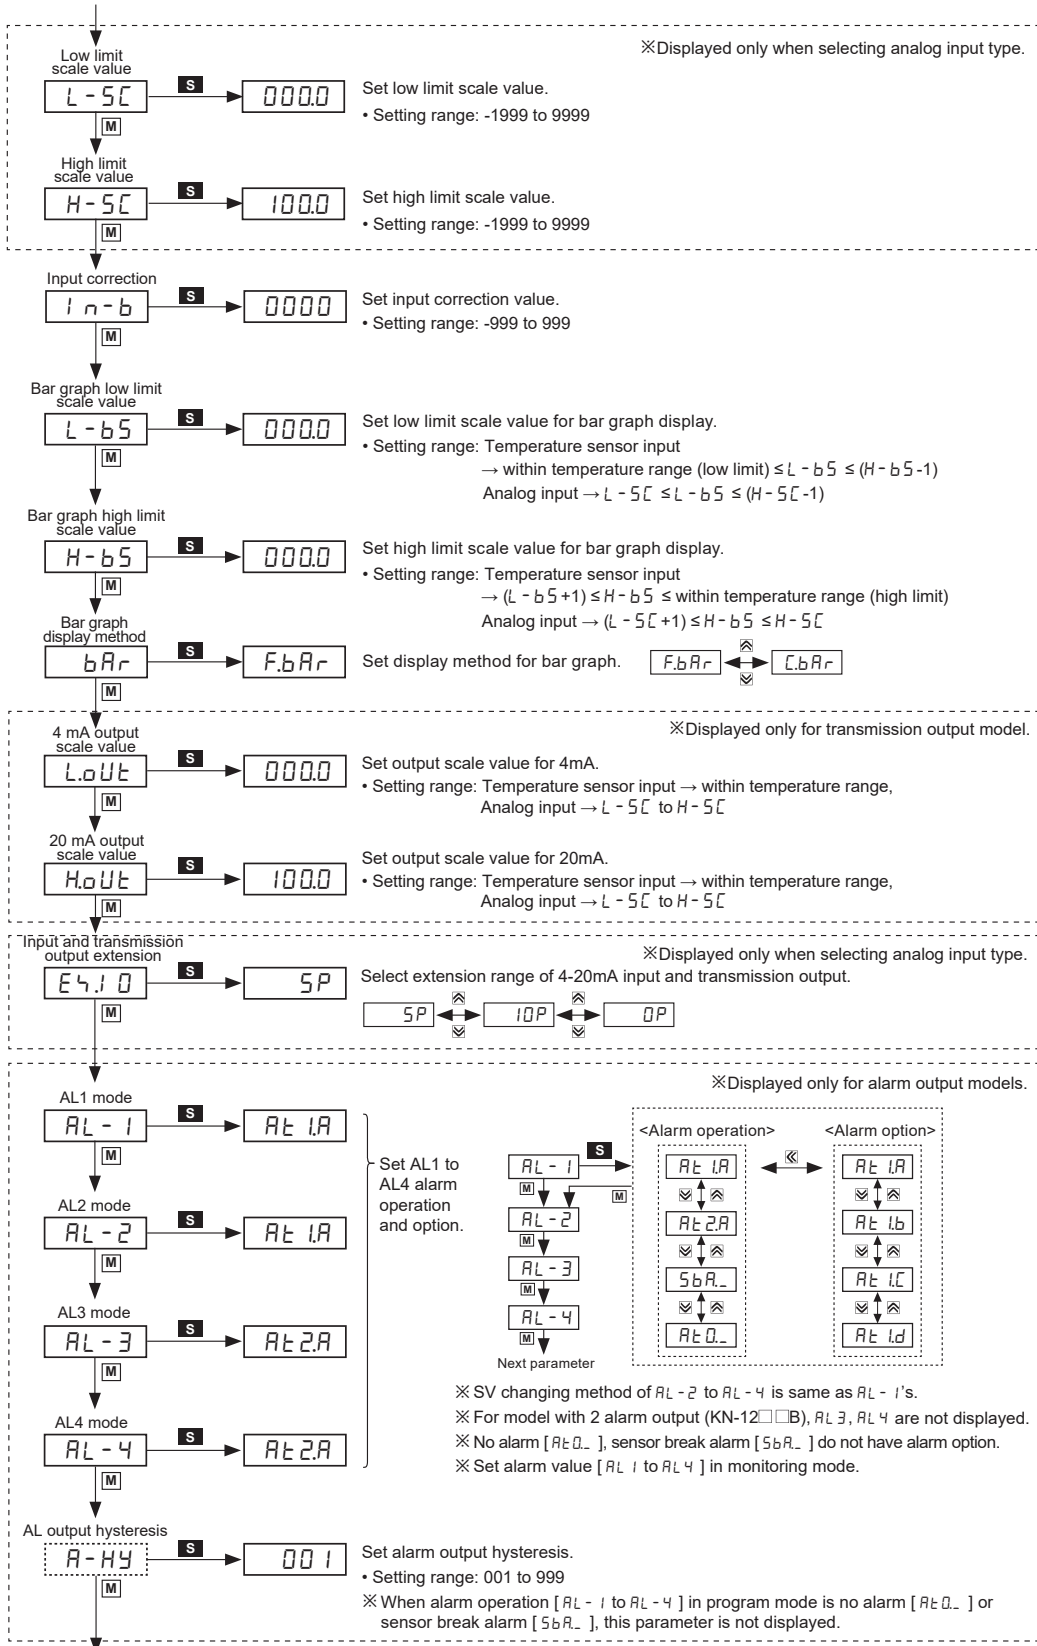 ※Displayed only when selecting analog input type.
Low limit
scale value
L-SC S 000.0 Set low limit scale value.
• Setting range: -1999 to 9999
M
High limit
scale value
H-SC S 100.0 Set high limit scale value.
• Setting range: -1999 to 9999
M
Input correction
In-b S 0000 Set input correction value.
• Setting range: -999 to 999
M
Bar graph low limit
scale value
L-bS S 000.0 Set low limit scale value for bar graph display.
• Setting range: Temperature sensor input
→ within temperature range (low limit) ≤ L-bS ≤ (H-bS-1)
Analog input → L-SC ≤ L-bS ≤ (H-SC-1)
M
Bar graph high limit
scale value
H-bS S 000.0 Set high limit scale value for bar graph display.
• Setting range: Temperature sensor input
→ (L-bS+1) ≤ H-bS ≤ within temperature range (high limit)
Analog input → (L-SC+1) ≤ H-bS ≤ H-SC
M
Bar graph
display method
bAr S F.bAr Set display method for bar graph. F.bAr C.bAr
M
※Displayed only for transmission output model.
4 mA output
scale value
L.oUt S 000.0 Set output scale value for 4mA.
• Setting range: Temperature sensor input → within temperature range,
Analog input → L-SC to H-SC
M
20 mA output
scale value
H.oUt S 100.0 Set output scale value for 20mA.
• Setting range: Temperature sensor input → within temperature range,
Analog input → L-SC to H-SC
M
Input and transmission
output extension
※Displayed only when selecting analog input type.
E4.IO S 5P Select extension range of 4-20mA input and transmission output.
M
5P 10P 0P
※Displayed only for alarm output models.
AL1 mode
AL-1 S At1.A
M
AL2 mode
AL-2 S At1.A
M
AL3 mode
AL-3 S At2.A
M
AL4 mode
AL-4 S At2.A
M
Set AL1 to
AL4 alarm
operation
and option.
AL-1 S
M M
AL-2
M
AL-3
M
AL-4
M
Next parameter
<Alarm operation> <Alarm option>
At1.A At1.A
At2.A At1.b
SbA._ At1.C
At0._ At1.d
※ SV changing method of AL-2 to AL-4 is same as AL-1's.
※ For model with 2 alarm output (KN-12□□B), AL3, AL4 are not displayed.
※ No alarm [ At0._ ], sensor break alarm [ SbA._ ] do not have alarm option.
※ Set alarm value [ AL1 to AL4 ] in monitoring mode.
AL output hysteresis
A-HY S 001 Set alarm output hysteresis.
• Setting range: 001 to 999
M
※ When alarm operation [ AL-1 to AL-4 ] in program mode is no alarm [ At0._ ] or
sensor break alarm [ SbA._ ], this parameter is not displayed.